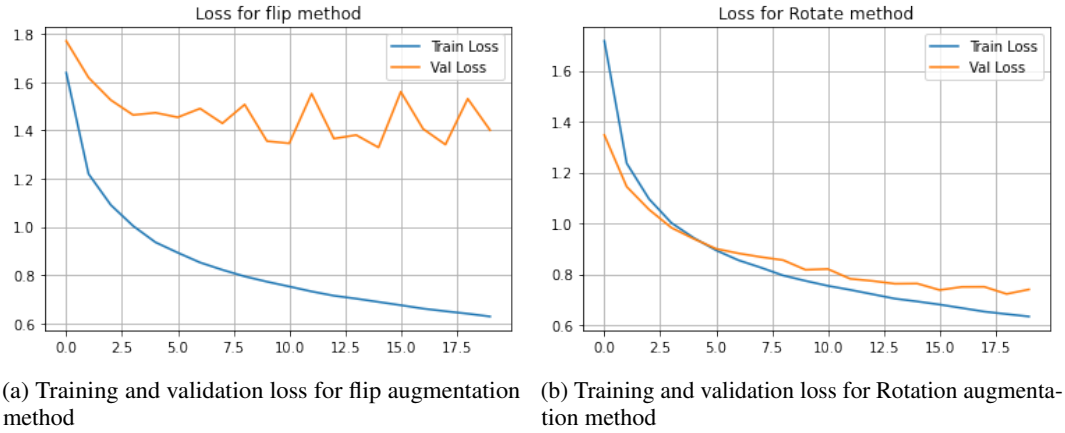 Loss for flip method
Train Loss
Val Loss
1.8
1.6
1.4
1.2
1.0
0.8
0.6
0.0 2.5 5.0 7.5 10.0 12.5 15.0 17.5
(a) Training and validation loss for flip augmentation
method
Loss for Rotate method
Train Loss
Val Loss
1.6
1.4
1.2
1.0
0.8
0.6
0.0 2.5 5.0 7.5 10.0 12.5 15.0 17.5
(b) Training and validation loss for Rotation augmenta-
tion method